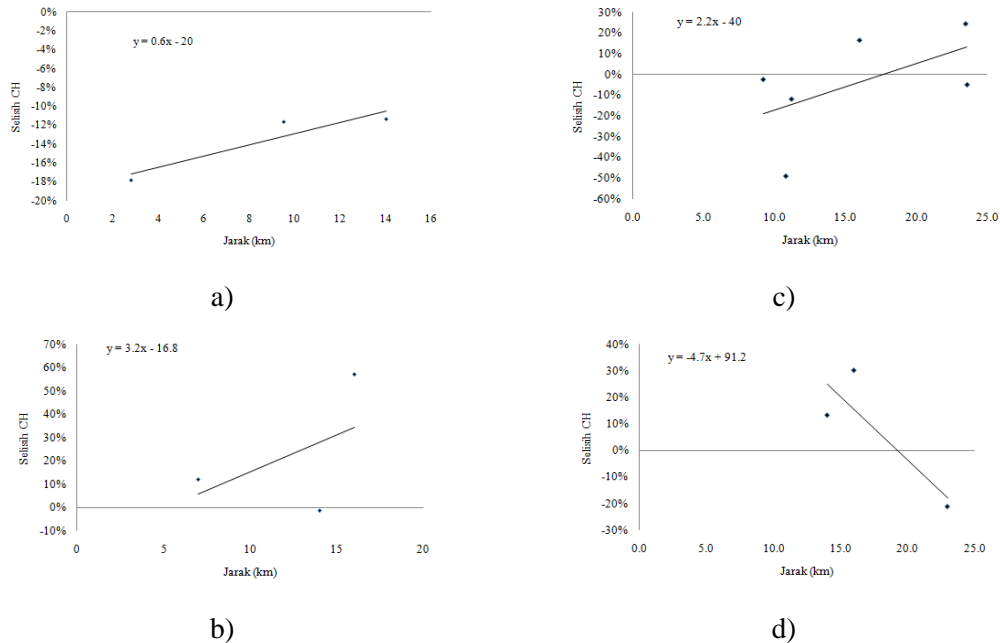 0%
-2%
-4%
-6%
-8%
-10%
-12%
-14%
-16%
-18%
-20%
Selisih CH
y = 0.6x - 20
0 2 4 6 8 10 12 14 16
Jarak (km)
a)
70%
60%
50%
40%
30%
20%
10%
0%
-10%
Selisih CH
y = 3.2x - 16.8
0 5 10 15 20
Jarak (km)
b)
30%
20%
10%
0%
-10%
-20%
-30%
-40%
-50%
-60%
Selisih CH
y = 2.2x - 40
0.0 5.0 10.0 15.0 20.0 25.0
Jarak (km)
c)
40%
30%
20%
10%
0%
-10%
-20%
-30%
Selisih CH
y = -4.7x + 91.2
0.0 5.0 10.0 15.0 20.0 25.0
Jarak (km)
d)